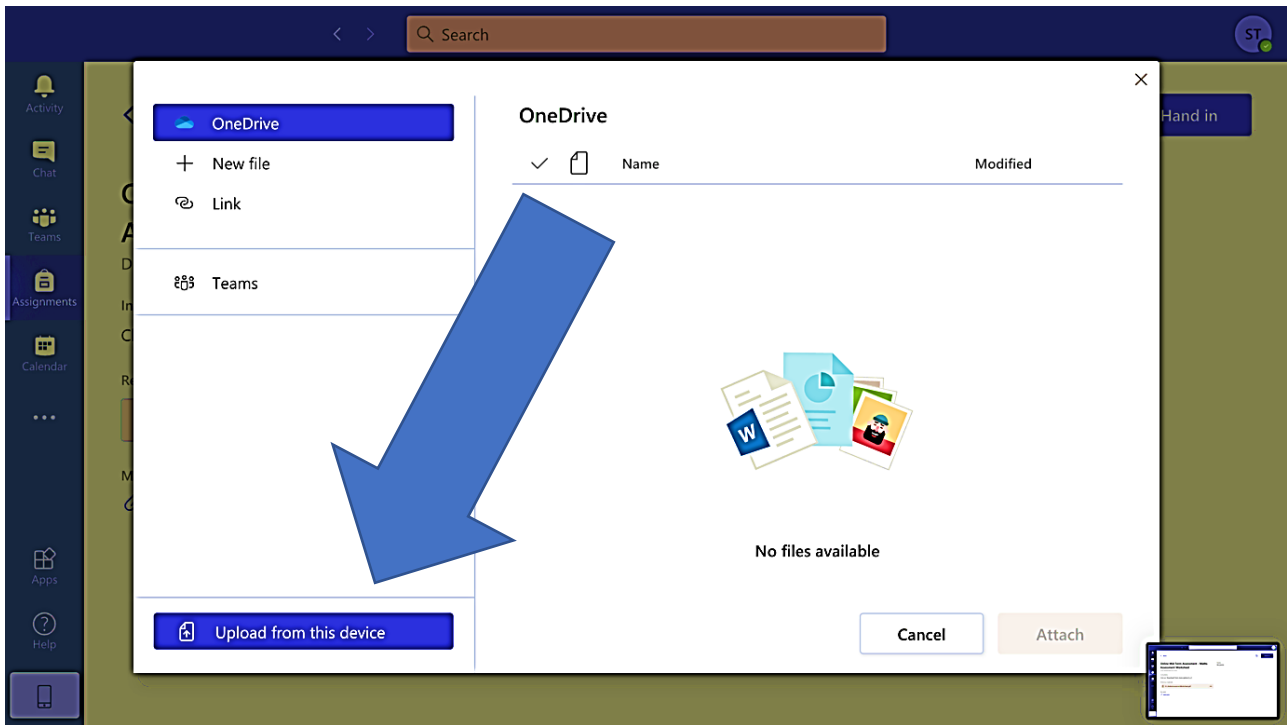 Search
ST
Activity
Chat
Teams
Assignments
Calendar
Apps
Help
OneDrive
New file
Link
Teams
Upload from this device
OneDrive
Name Modified
W
No files available
Cancel Attach
Hand in